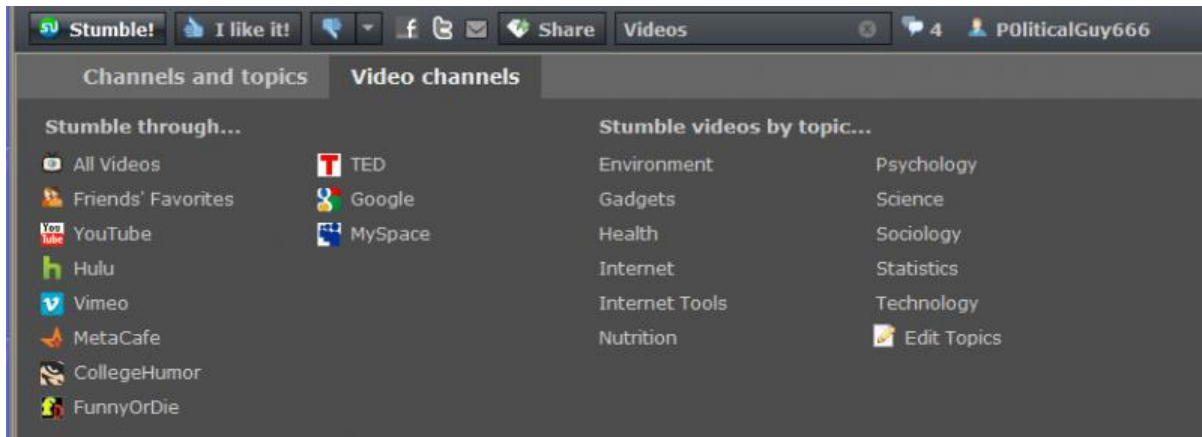 Stumble! I like it! Share Videos 4 P0liticalGuy666
Channels and topics Video channels
Stumble through...
All Videos
Friends' Favorites
YouTube
Hulu
Vimeo
MetaCafe
CollegeHumor
FunnyOrDie
TED
Google
MySpace
Stumble videos by topic...
Environment
Gadgets
Health
Internet
Internet Tools
Nutrition
Psychology
Science
Sociology
Statistics
Technology
Edit Topics